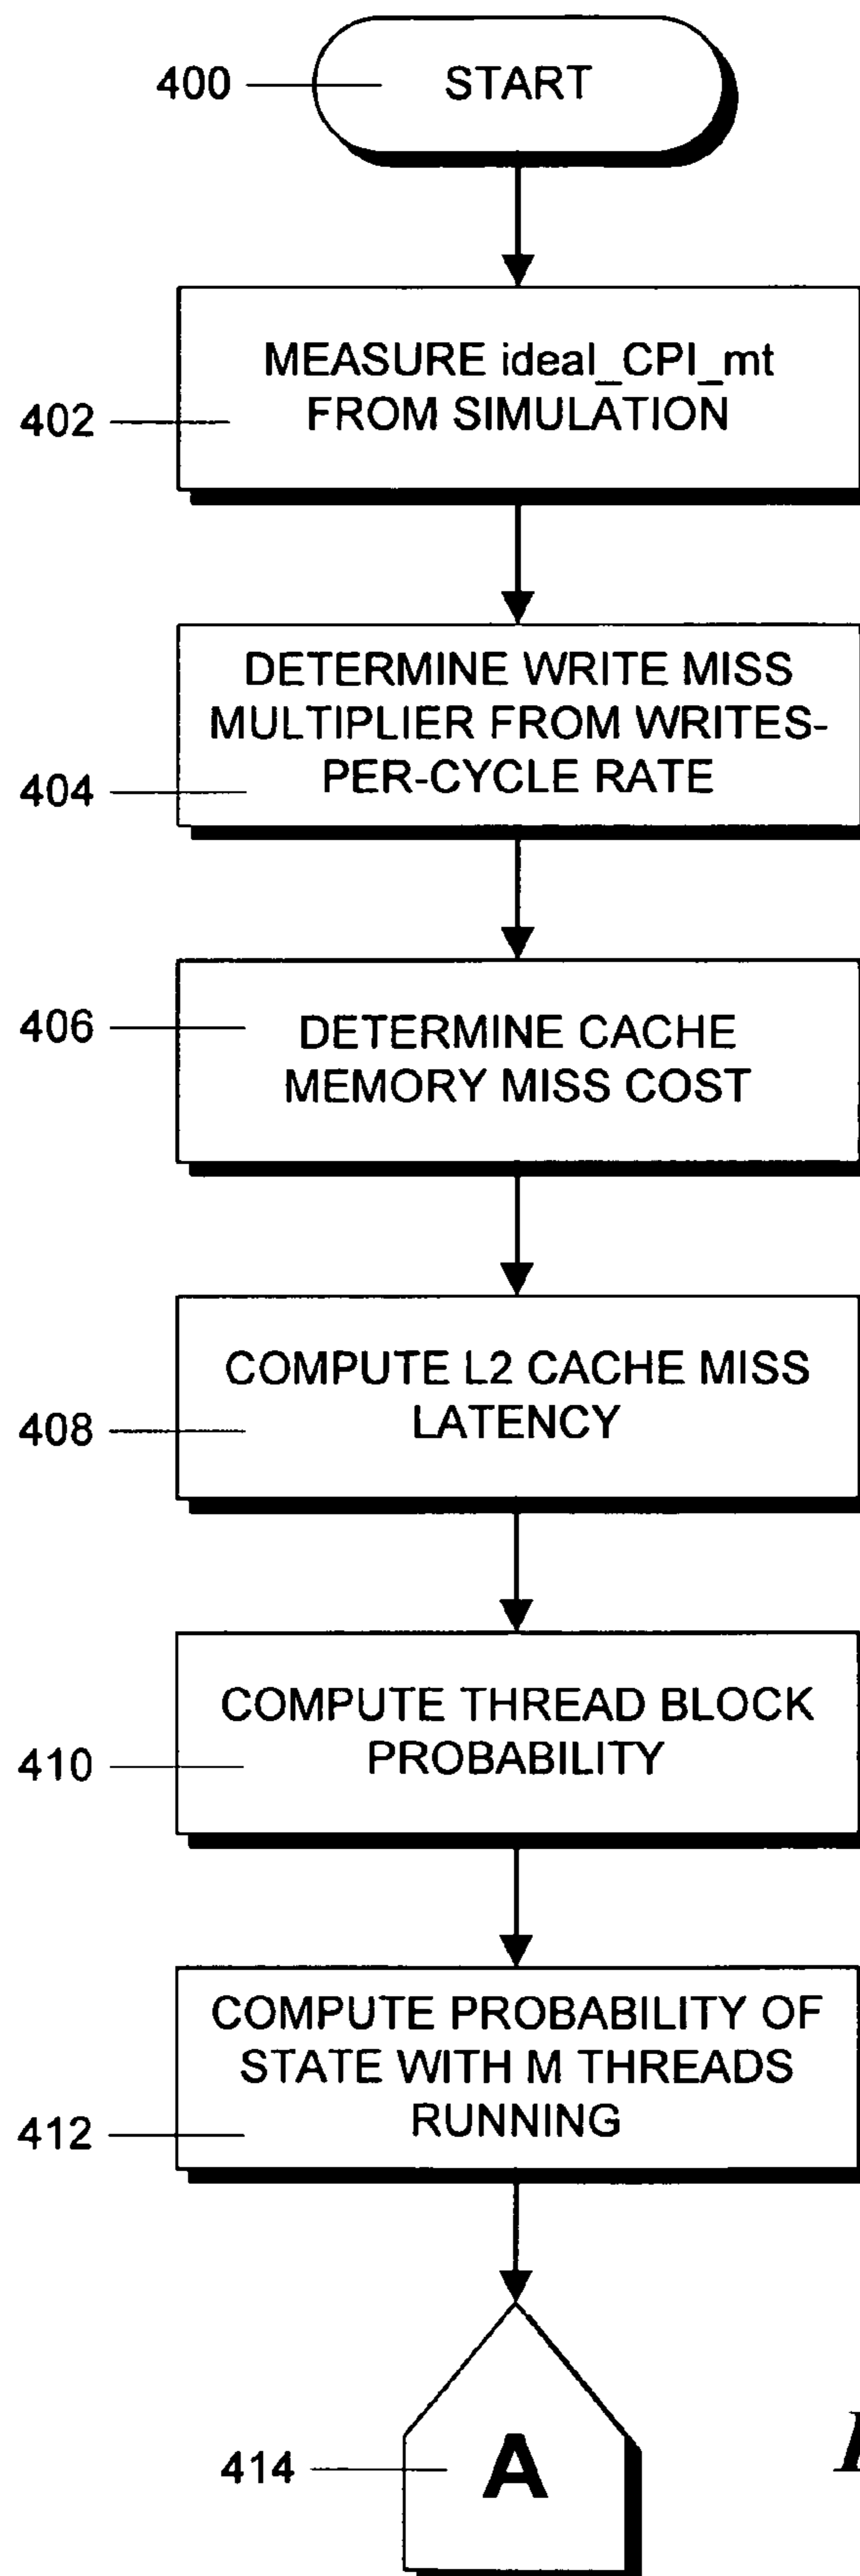 400
START
MEASURE ideal_CPI_mt
FROM SIMULATION
402
DETERMINE WRITE MISS
MULTIPLIER FROM WRITES-
PER-CYCLE RATE
404
406
DETERMINE CACHE
MEMORY MISS COST
COMPUTE L2 CACHE MISS
LATENCY
408
COMPUTE THREAD BLOCK
PROBABILITY
410
COMPUTE PROBABILITY OF
STATE WITH M THREADS
RUNNING
412
A
414